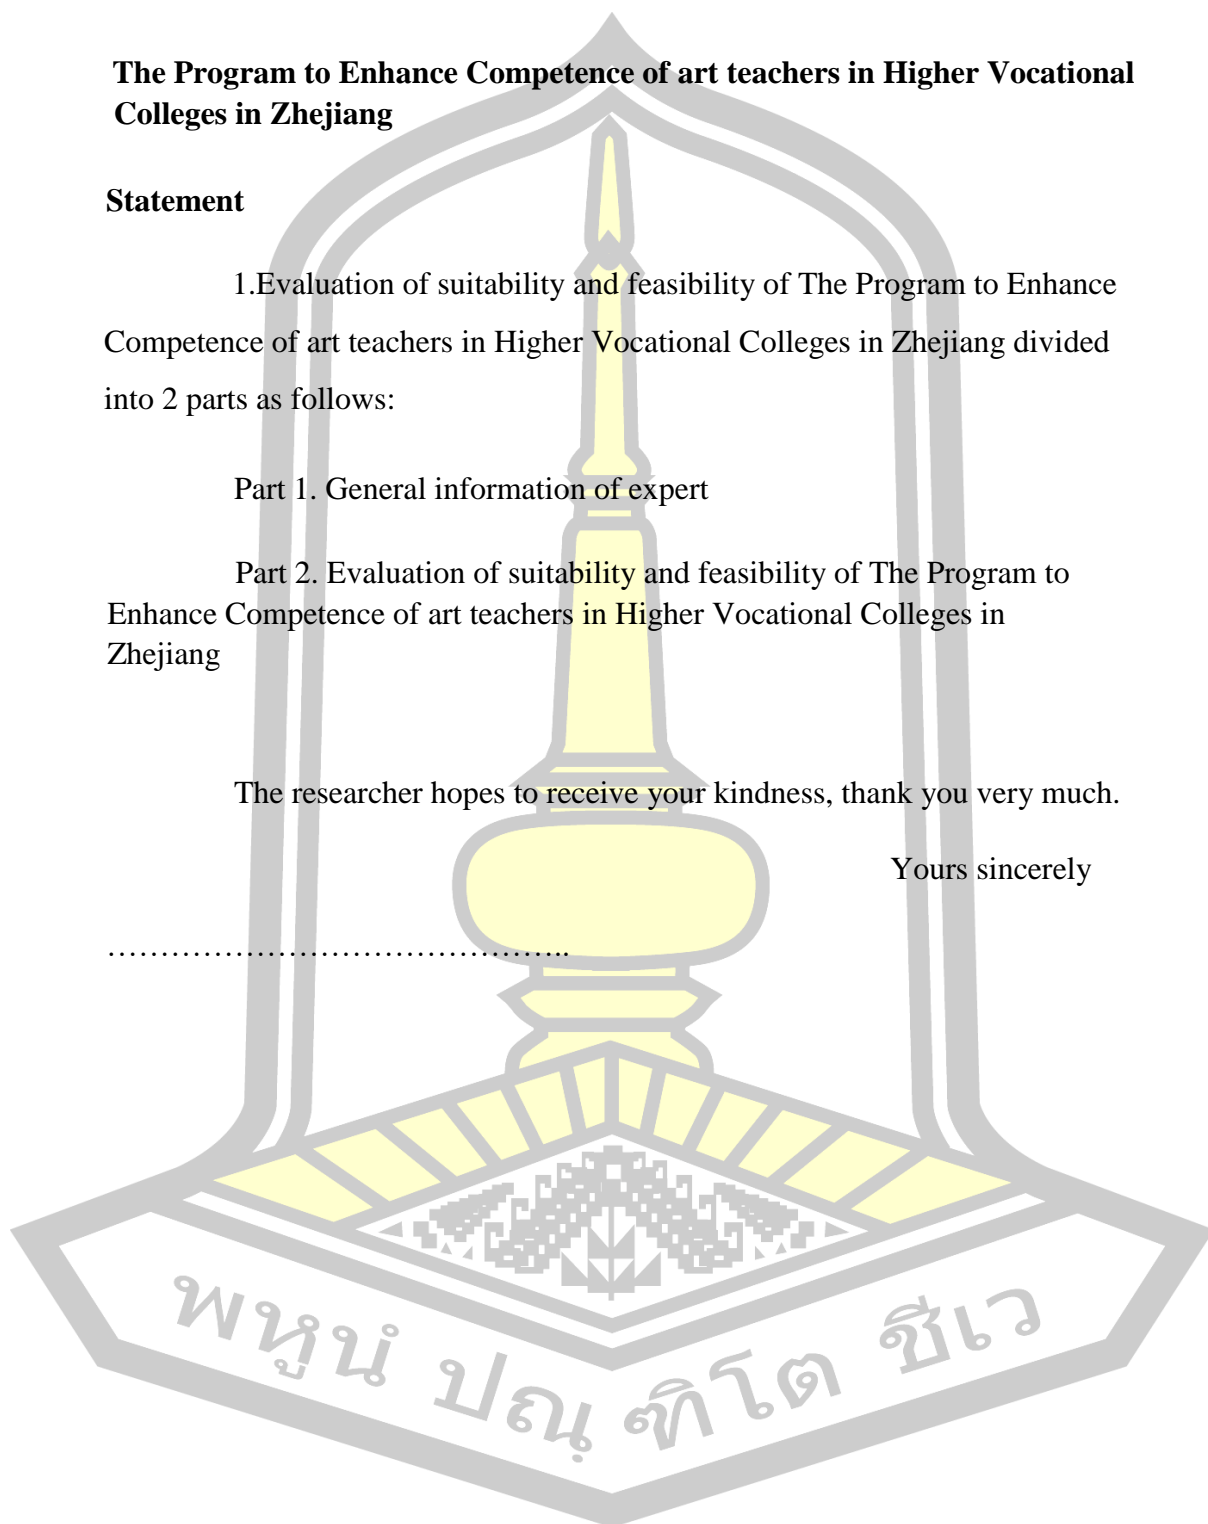 The Program to Enhance Competence of art teachers in Higher Vocational
Colleges in Zhejiang
Statement
1.Evaluation of suitability and feasibility of The Program to Enhance
Competence of art teachers in Higher Vocational Colleges in Zhejiang divided
into 2 parts as follows:
Part 1. General information of expert
Part 2. Evaluation of suitability and feasibility of The Program to
Enhance Competence of art teachers in Higher Vocational Colleges in
Zhejiang
The researcher hopes to receive your kindness, thank you very much.
Yours sincerely
……………………………………..
พหูนํ ปณฺฑิโต ชีเว